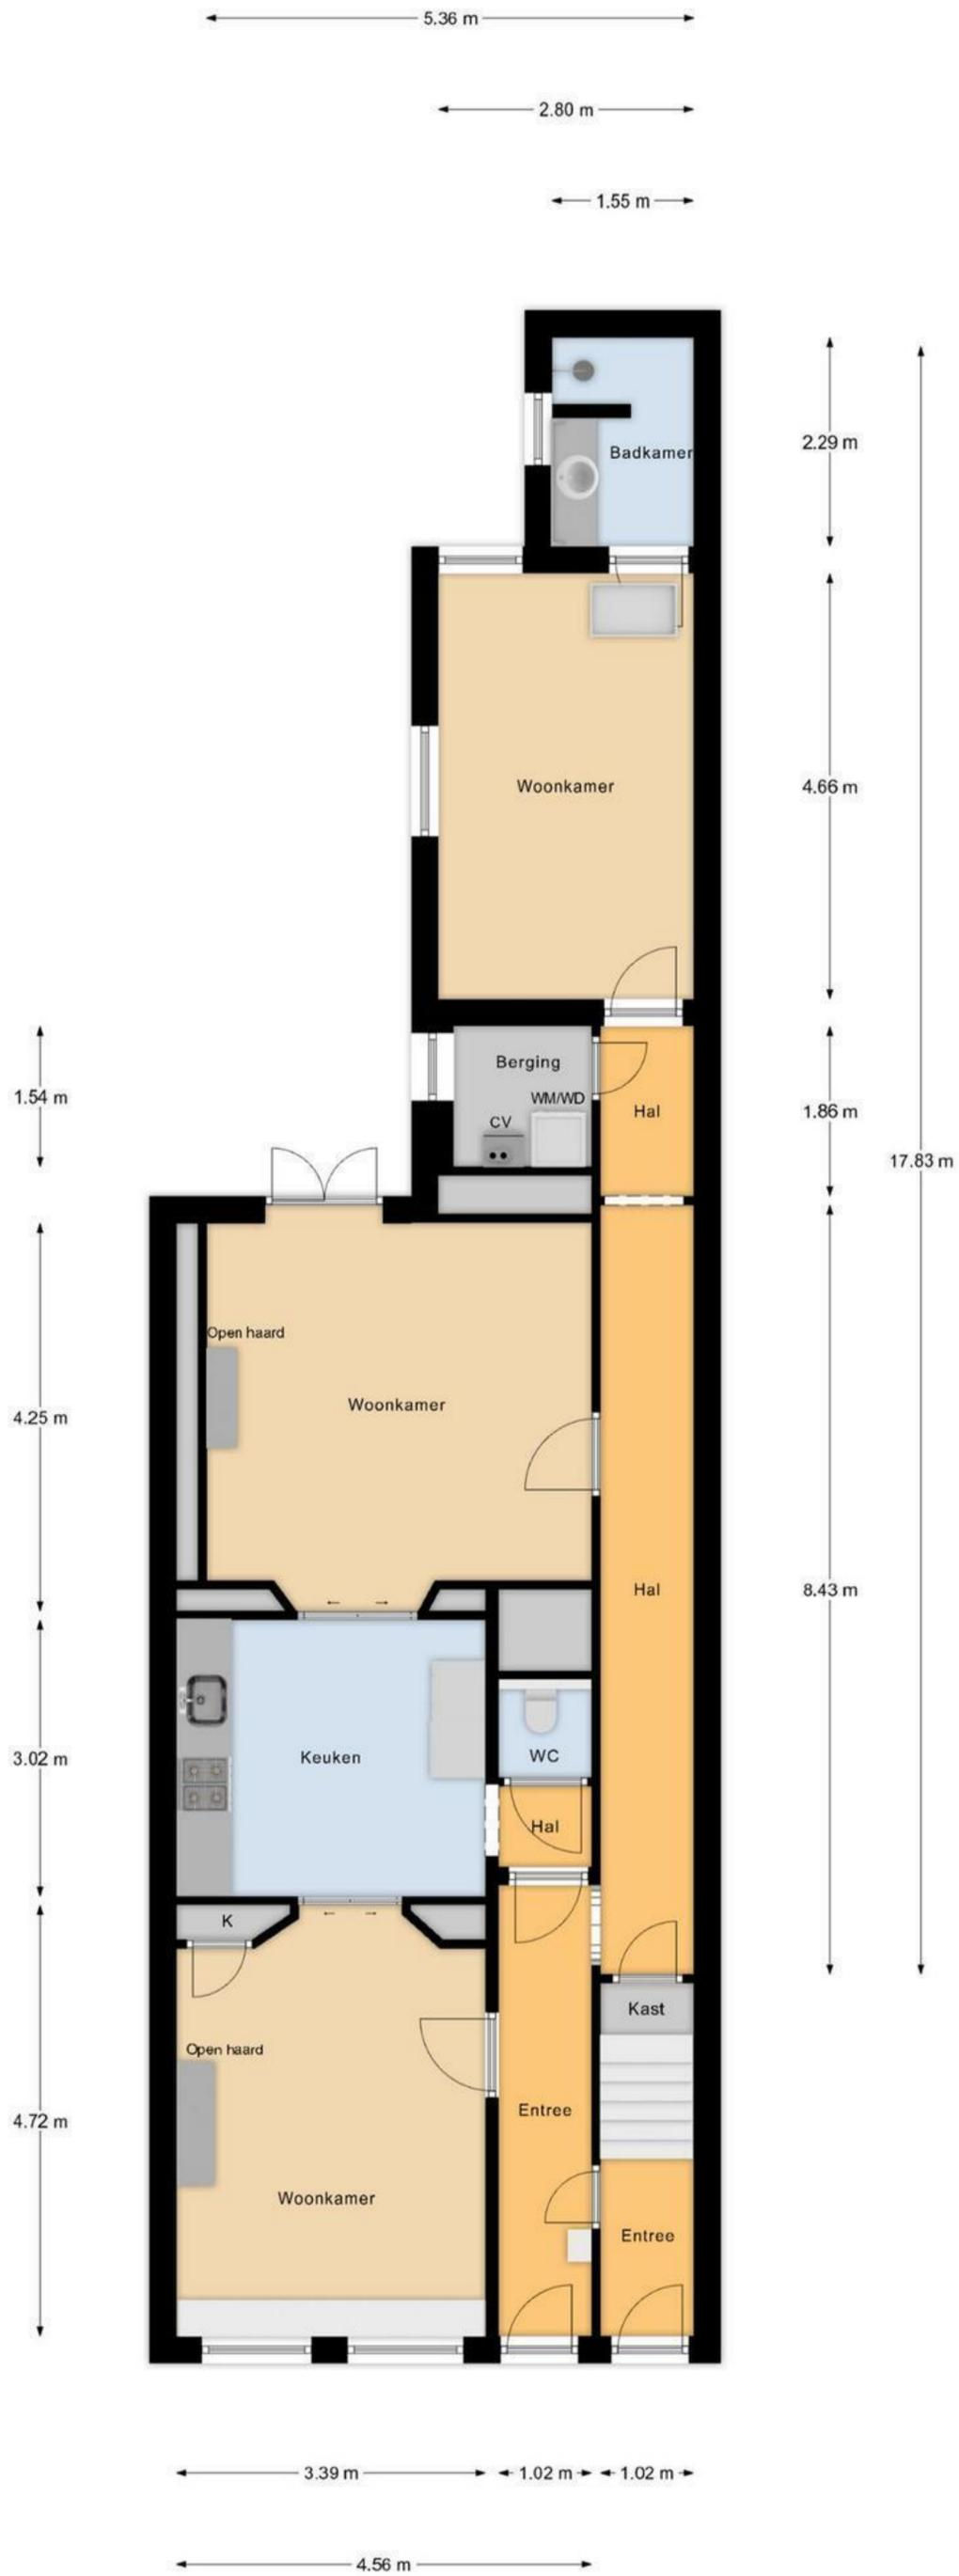 5.36 m
2.80 m
1.55 m
Badkamer
2.29 m
Woonkamer
4.66 m
Berging
WM/WD
CV
Hal
1.54 m
1.86 m
17.83 m
Open haard
Woonkamer
4.25 m
Hal
8.43 m
Keuken
WC
3.02 m
Hal
K
Kast
Open haard
Entree
4.72 m
Woonkamer
Entree
3.39 m
1.02 m
1.02 m
4.56 m